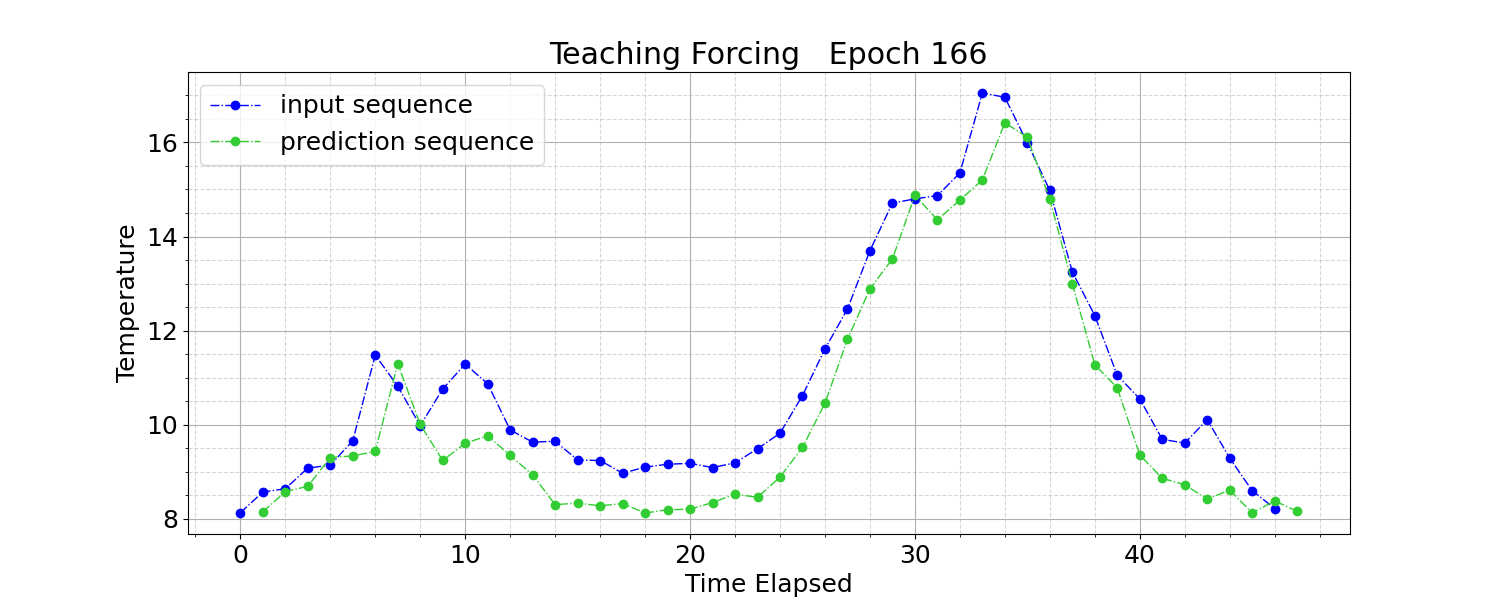 Teaching Forcing   Epoch 166
input sequence
prediction sequence
Temperature
16
14
12
10
8
0
10
20
30
40
Time Elapsed